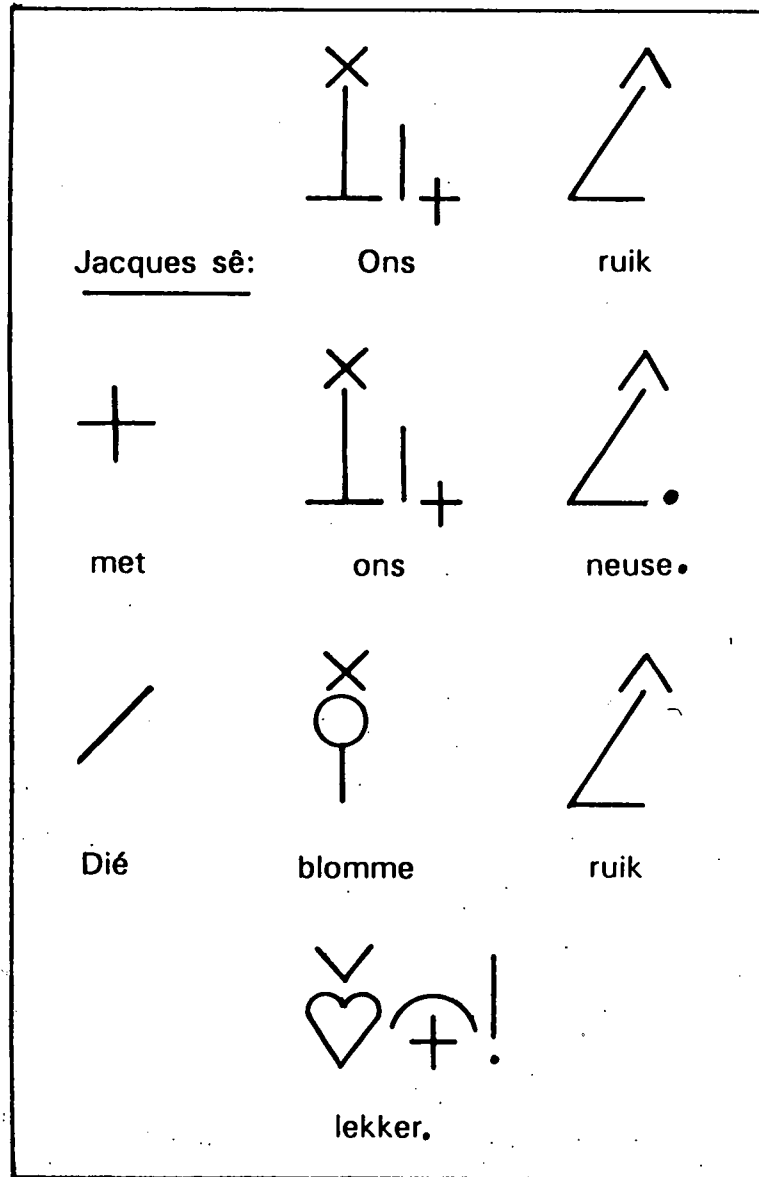 Jacques sê: Ons ruik
met ons neuse.
Dié blomme ruik
lekker.